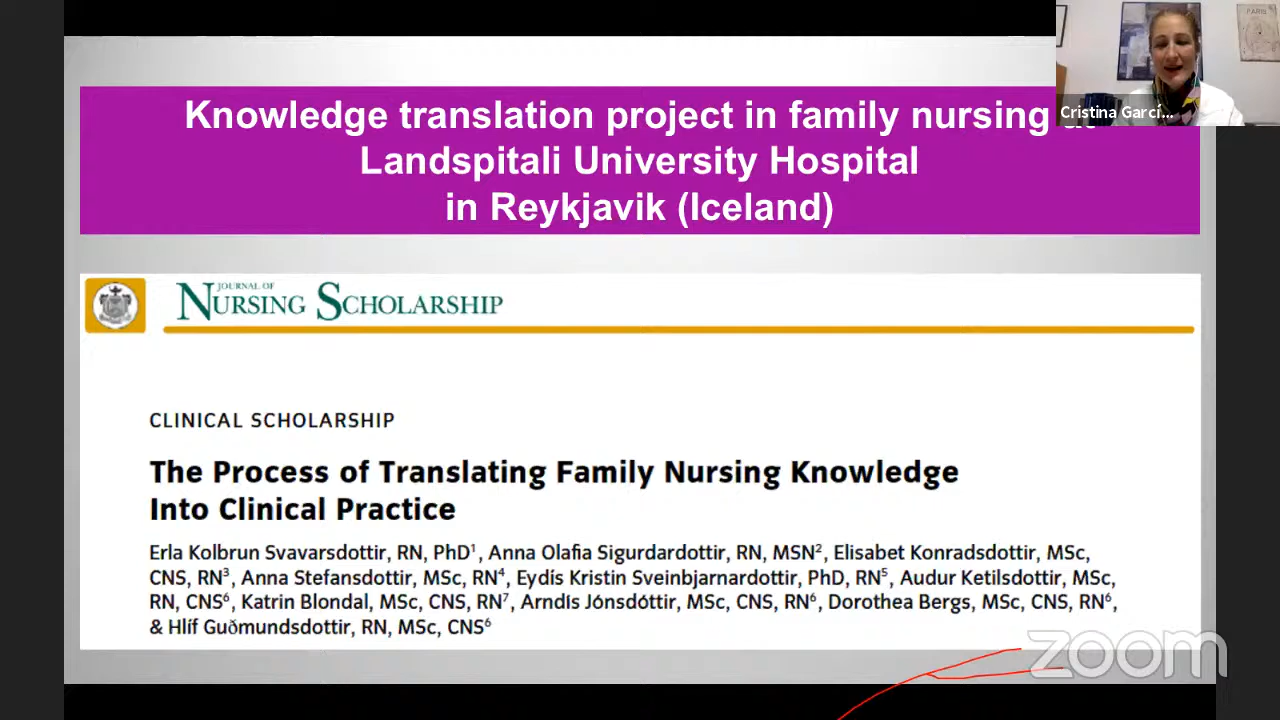 Knowledge translation project in family nursing
Landspitali University Hospital
in Reykjavik (Iceland)
PARIS
Cristina Garcí...
JOURNAL OF
NURSING SCHOLARSHIP
CLINICAL SCHOLARSHIP
The Process of Translating Family Nursing Knowledge
Into Clinical Practice
Erla Kolbrun Svavarsdottir, RN, PhD¹, Anna Olafia Sigurdardottir, RN, MSN², Elisabet Konradsdottir, MSc,
CNS, RN³, Anna Stefansdottir, MSc, RN⁴, Eydís Kristin Sveinbjarnardottir, PhD, RN⁵, Audur Ketilsdottir, MSc,
RN, CNS⁶, Katrin Blondal, MSc, CNS, RN⁷, Arndís Jónsdóttir, MSc, CNS, RN⁶, Dorothea Bergs, MSc, CNS, RN⁶,
& Hlíf Guðmundsdottir, RN, MSc, CNS⁶
zoom